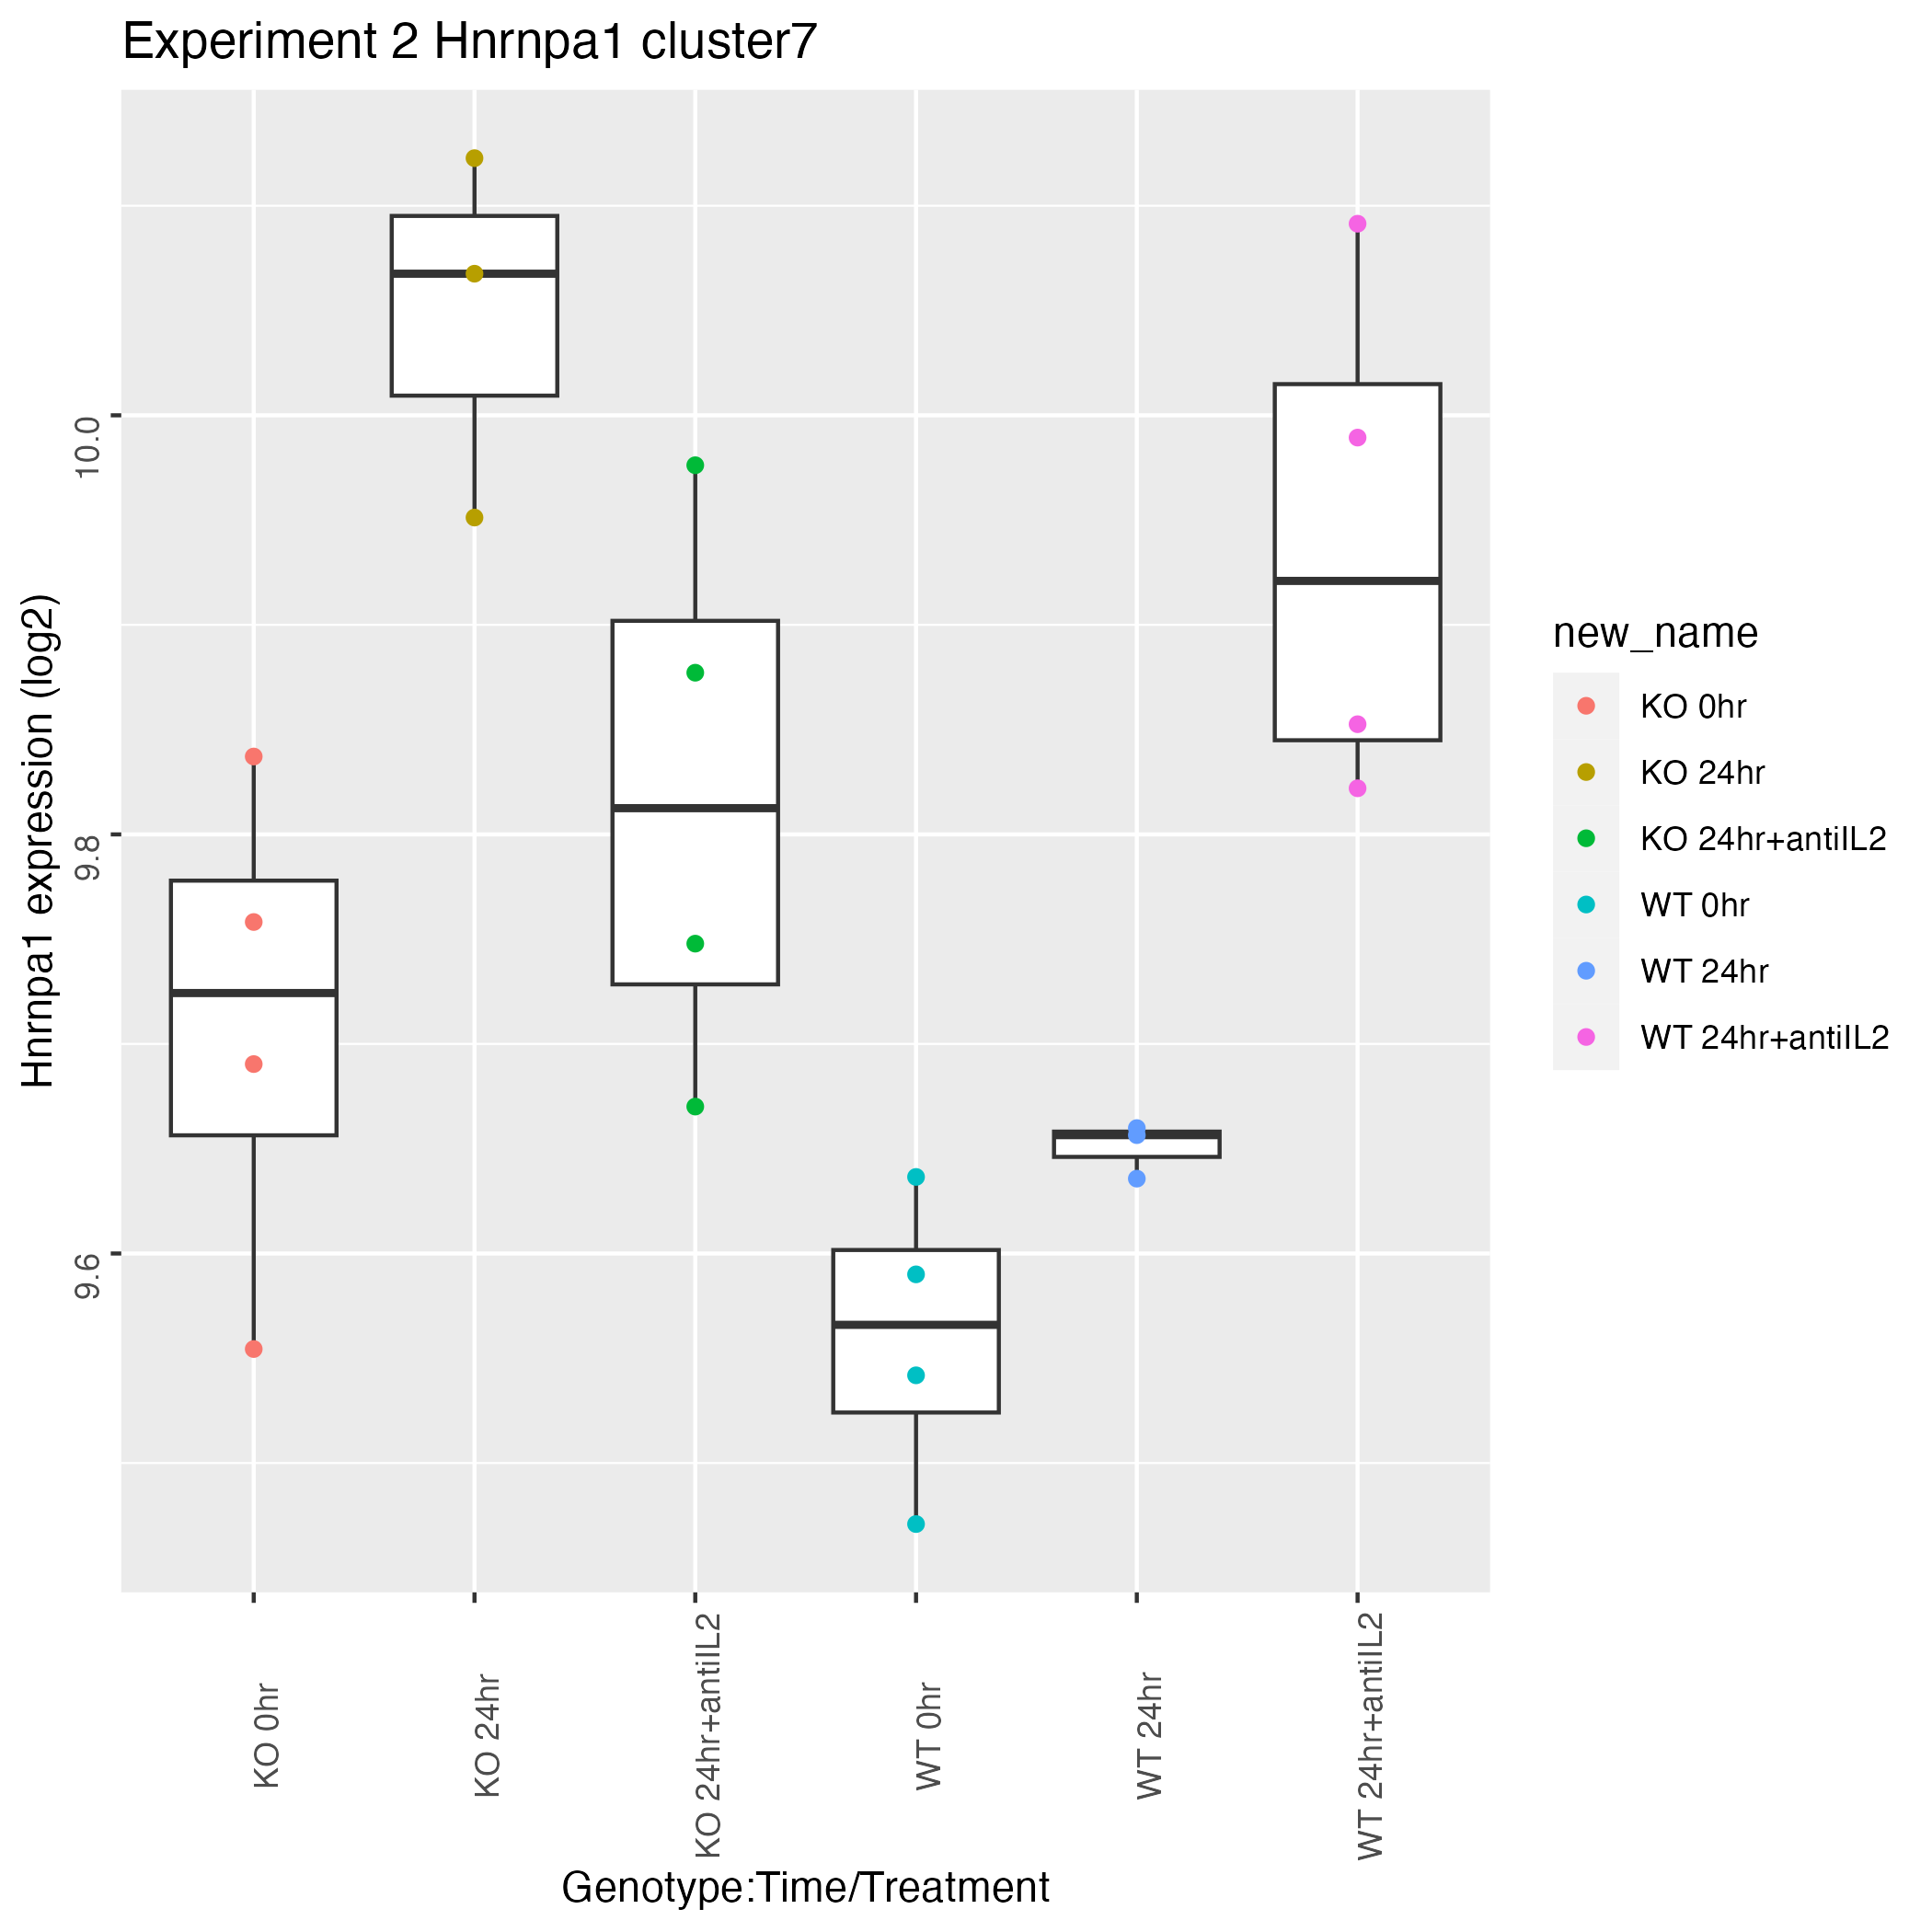 Experiment 2 Hnrnpa1 cluster7
Hnrnpa1 expression (log2)
10.0
9.8
9.6
KO 0hr
KO 24hr
KO 24hr+antiIL2
WT 0hr
WT 24hr
WT 24hr+antiIL2
Genotype:Time/Treatment
new_name
KO 0hr
KO 24hr
KO 24hr+antiIL2
WT 0hr
WT 24hr
WT 24hr+antiIL2